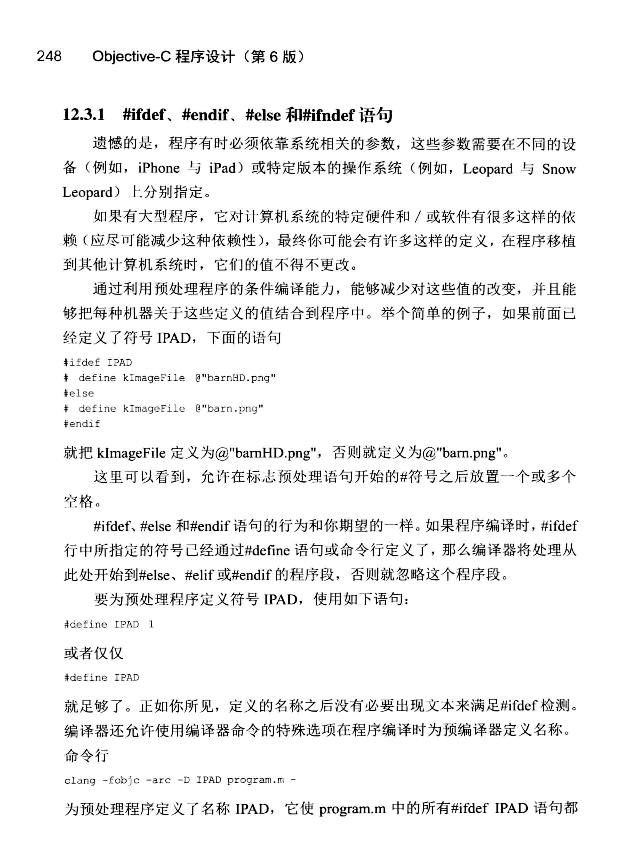 248 Objective-C 程序设计（第 6 版）
12.3.1 #ifdef、#endif、#else 和#ifndef 语句
遗憾的是，程序有时必须依靠系统相关的参数，这些参数需要在不同的设
备（例如，iPhone 与 iPad）或特定版本的操作系统（例如，Leopard 与 Snow
Leopard）上分别指定。
如果有大型程序，它对计算机系统的特定硬件和 / 或软件有很多这样的依
赖（应尽可能减少这种依赖性），最终你可能会有许多这样的定义，在程序移植
到其他计算机系统时，它们的值不得不更改。
通过利用预处理程序的条件编译能力，能够减少对这些值的改变，并且能
够把每种机器关于这些定义的值结合到程序中。举个简单的例子，如果前面已
经定义了符号 IPAD，下面的语句
#ifdef IPAD
# define kImageFile @"barnHD.png"
#else
# define kImageFile @"barn.png"
#endif
就把 kImageFile 定义为@"barnHD.png"，否则就定义为@"barn.png"。
这里可以看到，允许在标志预处理语句开始的#符号之后放置一个或多个
空格。
#ifdef、#else 和#endif 语句的行为和你期望的一样。如果程序编译时，#ifdef
行中所指定的符号已经通过#define 语句或命令行定义了，那么编译器将处理从
此处开始到#else、#elif 或#endif 的程序段，否则就忽略这个程序段。
要为预处理程序定义符号 IPAD，使用如下语句：
#define IPAD 1
或者仅仅
#define IPAD
就足够了。正如你所见，定义的名称之后没有必要出现文本来满足#ifdef 检测。
编译器还允许使用编译器命令的特殊选项在程序编译时为预编译器定义名称。
命令行
clang -fobjc -arc -D IPAD program.m -
为预处理程序定义了名称 IPAD，它使 program.m 中的所有#ifdef IPAD 语句都